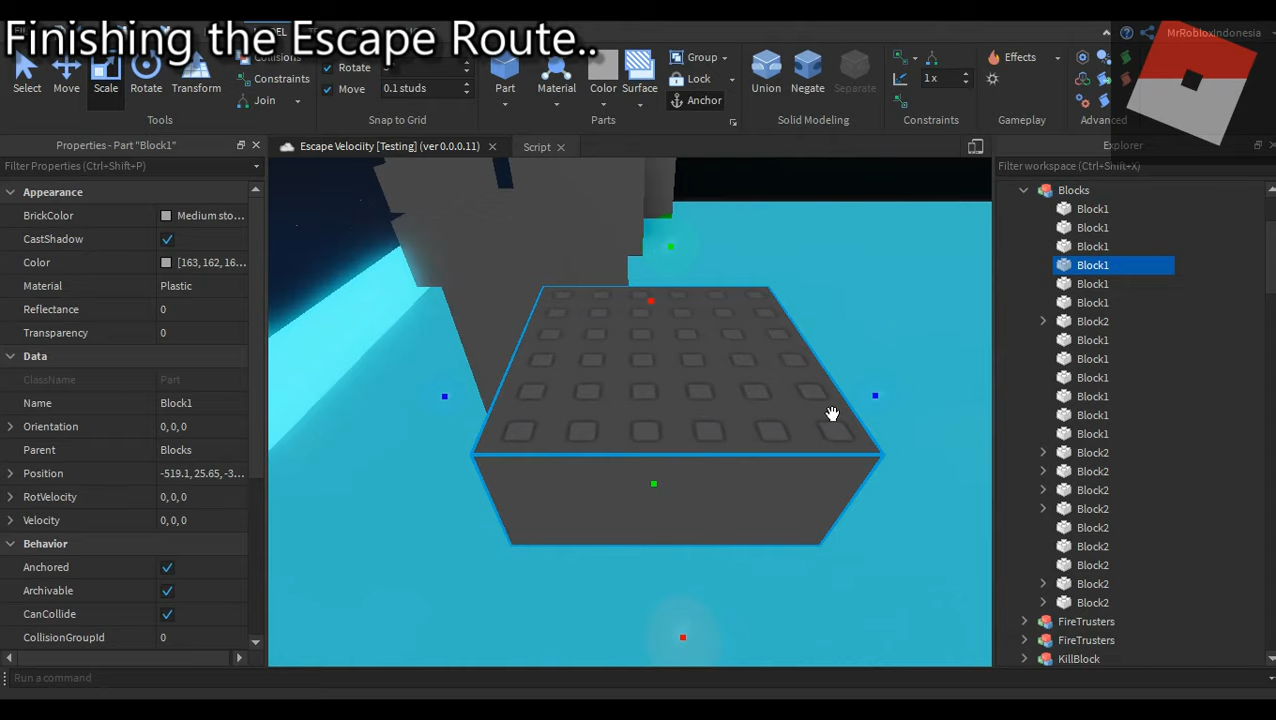 Finishing the Escape Route..
MrRobloxIndonesia
Collisions
Rotate
Group
Effects
Constraints
Lock
1 x
Move
0.1 studs
Select
Move
Scale
Rotate
Transform
Join
Part
Material
Color
Surface
Anchor
Union
Negate
Separate
Tools
Snap to Grid
Parts
Solid Modeling
Constraints
Gameplay
Advanced
Properties - Part "Block1"
Escape Velocity [Testing] (ver 0.0.0.11)
Script
Explorer
Filter Properties (Ctrl+Shift+P)
Filter workspace (Ctrl+Shift+X)
Appearance
BrickColor
Medium sto...
CastShadow
Color
[163, 162, 16...
Material
Plastic
Reflectance
0
Transparency
0
Data
ClassName
Part
Name
Block1
Orientation
0, 0, 0
Parent
Blocks
Position
-519.1, 25.65, -3...
RotVelocity
0, 0, 0
Velocity
0, 0, 0
Behavior
Anchored
Archivable
CanCollide
CollisionGroupId
0
Blocks
Block1
Block1
Block1
Block1
Block1
Block1
Block2
Block1
Block1
Block1
Block1
Block1
Block1
Block2
Block2
Block2
Block2
Block2
Block2
Block2
Block2
Block2
FireTrusters
FireTrusters
KillBlock
Run a command